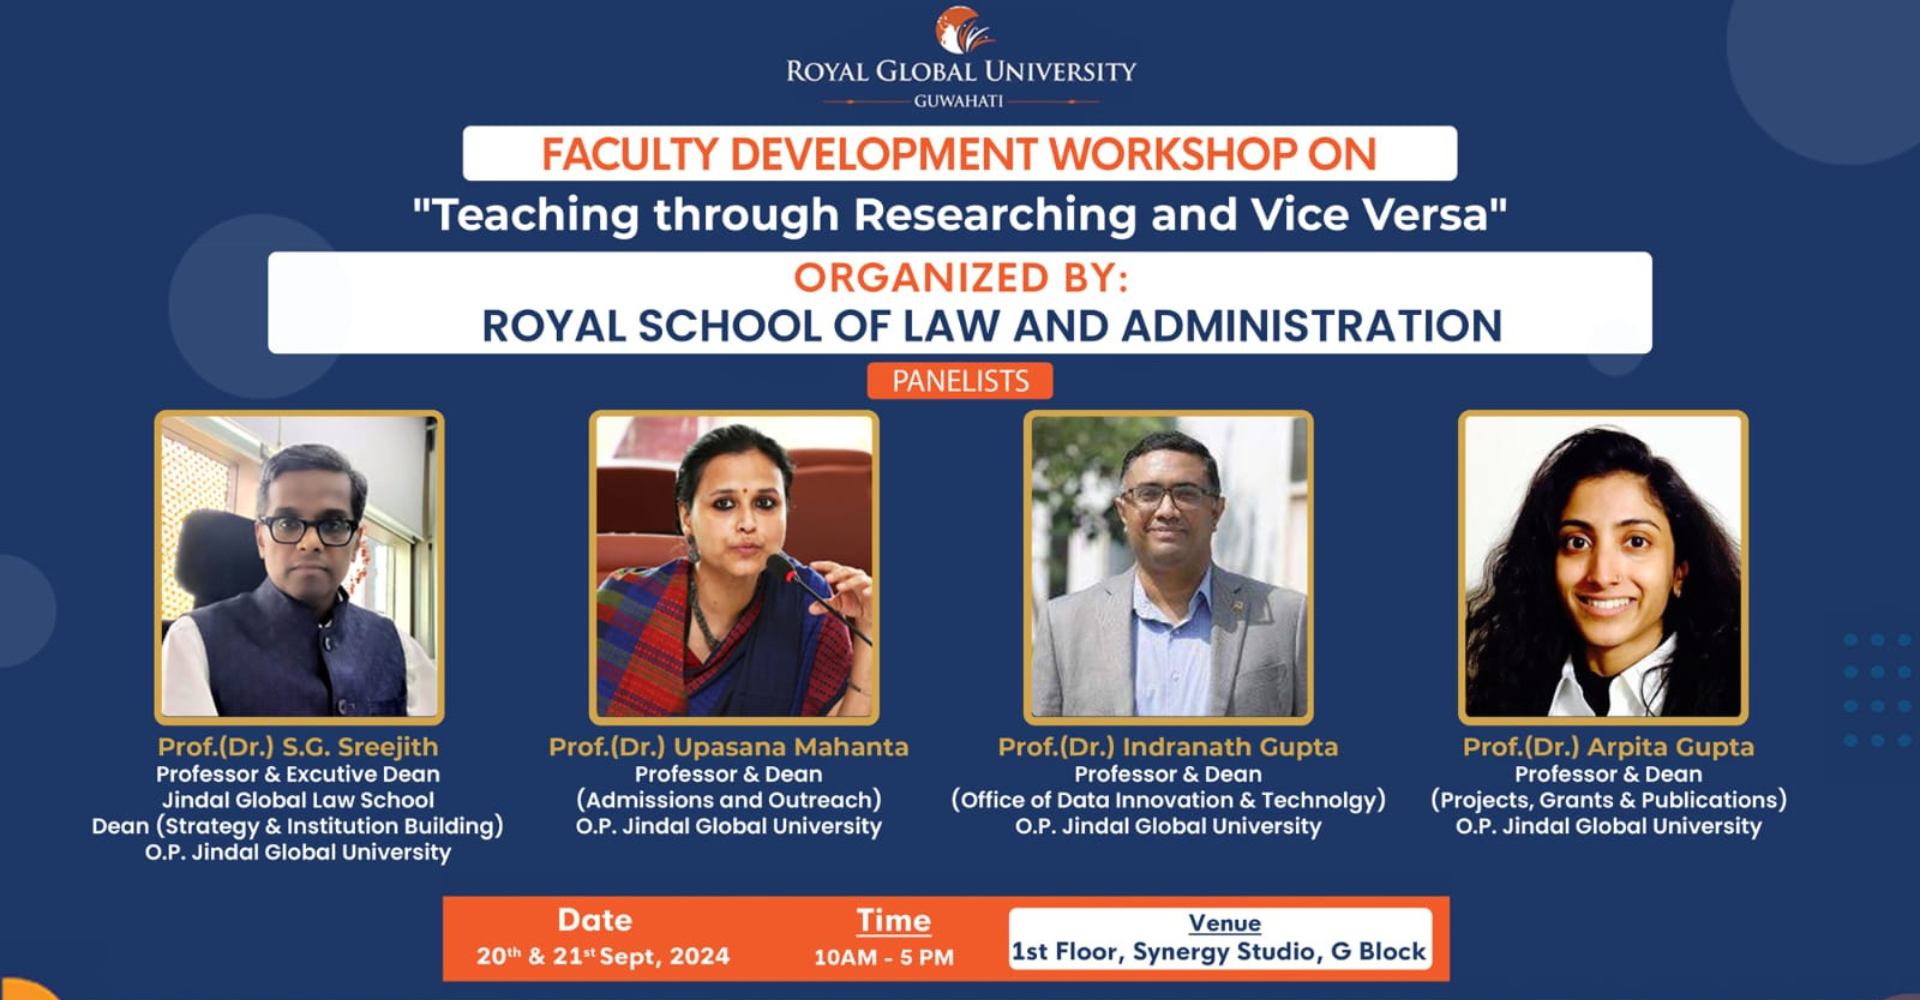 ROYAL GLOBAL UNIVERSITY
GUWAHATI
FACULTY DEVELOPMENT WORKSHOP ON
"Teaching through Researching and Vice Versa"
ORGANIZED BY:
ROYAL SCHOOL OF LAW AND ADMINISTRATION
PANELISTS
Prof.(Dr.) S.G. Sreejith
Professor & Excutive Dean
Jindal Global Law School
Dean (Strategy & Institution Building)
O.P. Jindal Global University
Prof.(Dr.) Upasana Mahanta
Professor & Dean
(Admissions and Outreach)
O.P. Jindal Global University
Prof.(Dr.) Indranath Gupta
Professor & Dean
(Office of Data Innovation & Technolgy)
O.P. Jindal Global University
Prof.(Dr.) Arpita Gupta
Professor & Dean
(Projects, Grants & Publications)
O.P. Jindal Global University
Date
20th & 21st Sept, 2024
Time
10AM - 5 PM
Venue
1st Floor, Synergy Studio, G Block